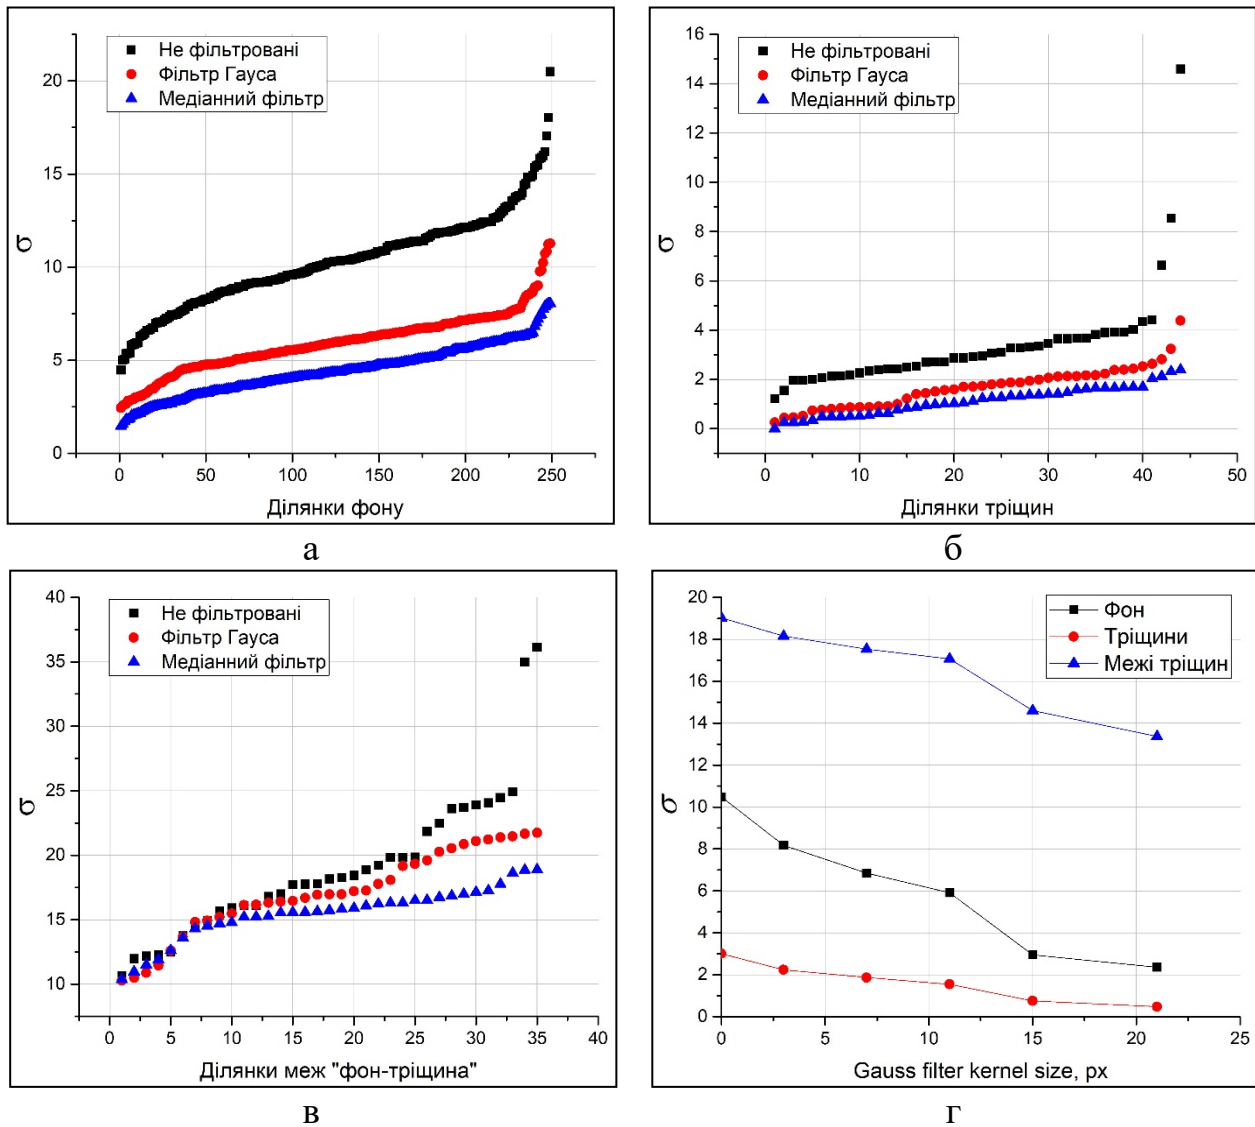 Не фільтровані
Фільтр Гауса
Медіанний фільтр
20
15
10
5
0
σ
0 50 100 150 200 250
Ділянки фону
а
Не фільтровані
Фільтр Гауса
Медіанний фільтр
16
14
12
10
8
6
4
2
0
σ
0 10 20 30 40 50
Ділянки тріщин
б
Не фільтровані
Фільтр Гауса
Медіанний фільтр
40
35
30
25
20
15
10
σ
0 5 10 15 20 25 30 35 40
Ділянки меж "фон-тріщина"
в
Фон
Тріщини
Межі тріщин
20
18
16
14
12
10
8
6
4
2
0
σ
0 5 10 15 20 25
Gauss filter kernel size, px
г